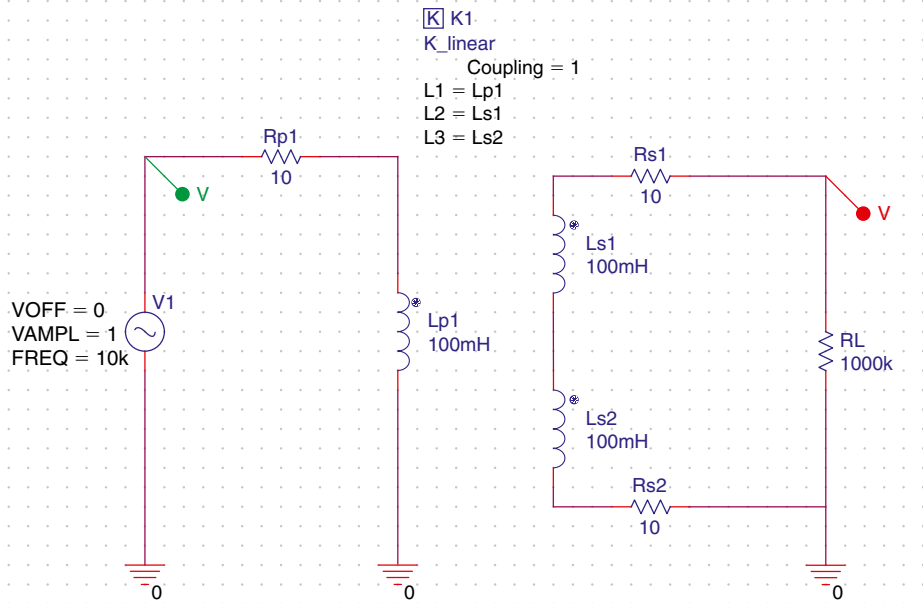 K K1
K_linear
Coupling = 1
L1 = Lp1
L2 = Ls1
L3 = Ls2
Rp1
10
V
Rs1
10
V
Ls1
100mH
V1
VOFF = 0
VAMPL = 1
FREQ = 10k
Lp1
100mH
RL
1000k
Ls2
100mH
Rs2
10
0
0
0